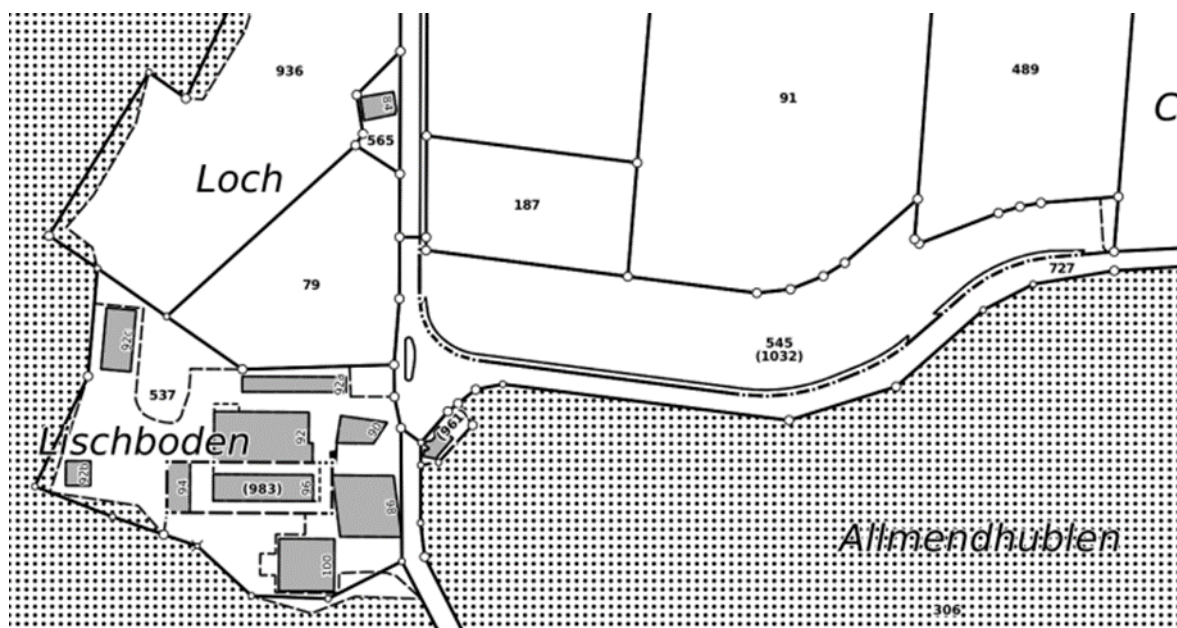 936
91
489
C
84
565
Loch
187
79
727
545
(1032)
92c
92a
537
90
(961)
92
Lischboden
92b
94
(983)
96
98
Allmendhublen
100
306